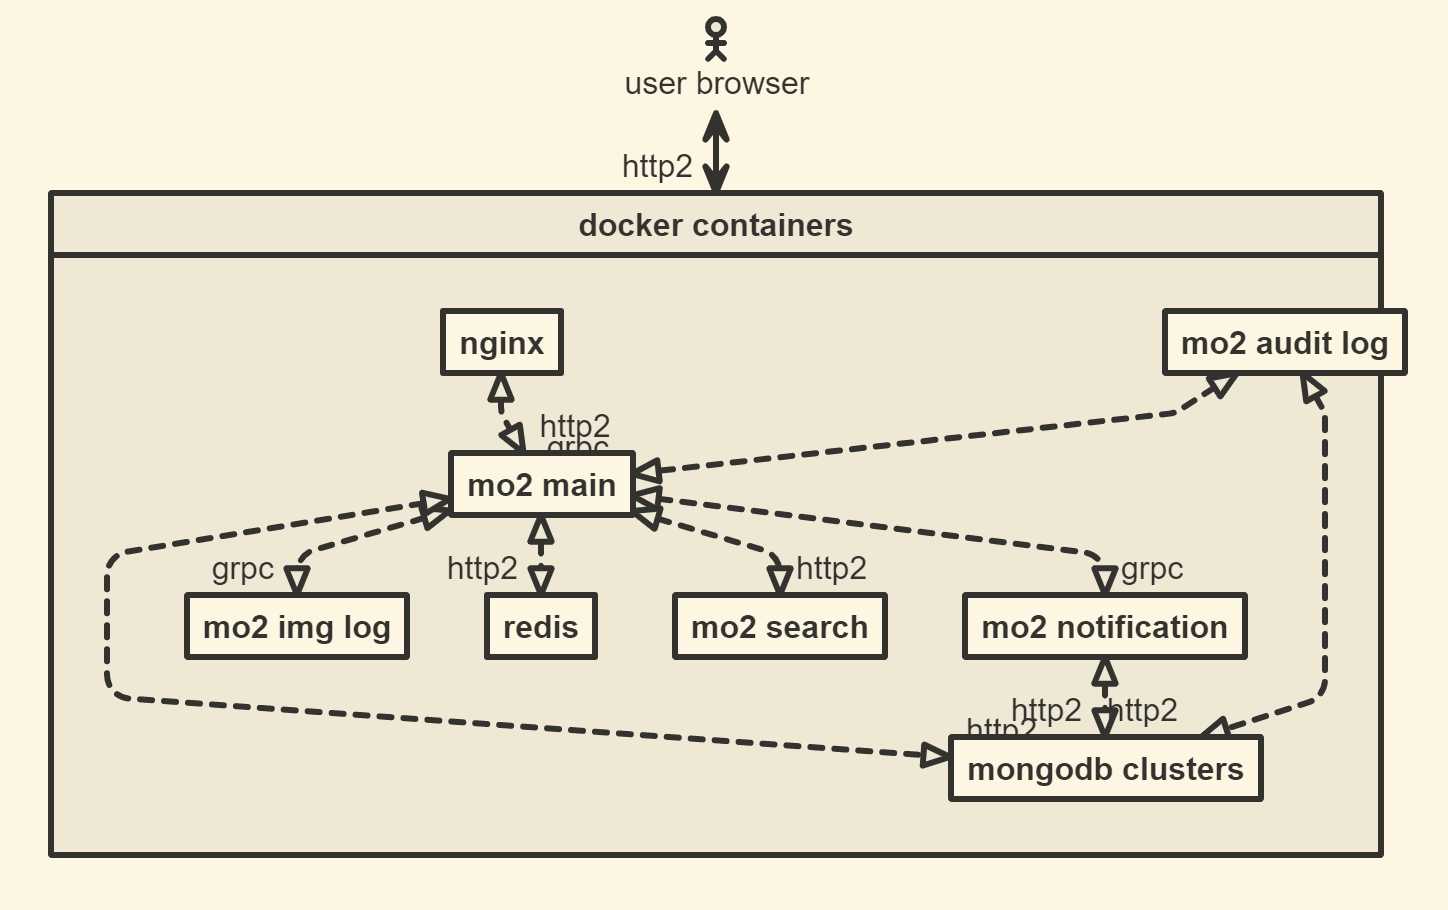 user browser
http2
docker containers
nginx
mo2 audit log
http2
grpc
mo2 main
grpc
http2
http2
grpc
mo2 img log
redis
mo2 search
mo2 notification
http2
http2
http2
mongodb clusters